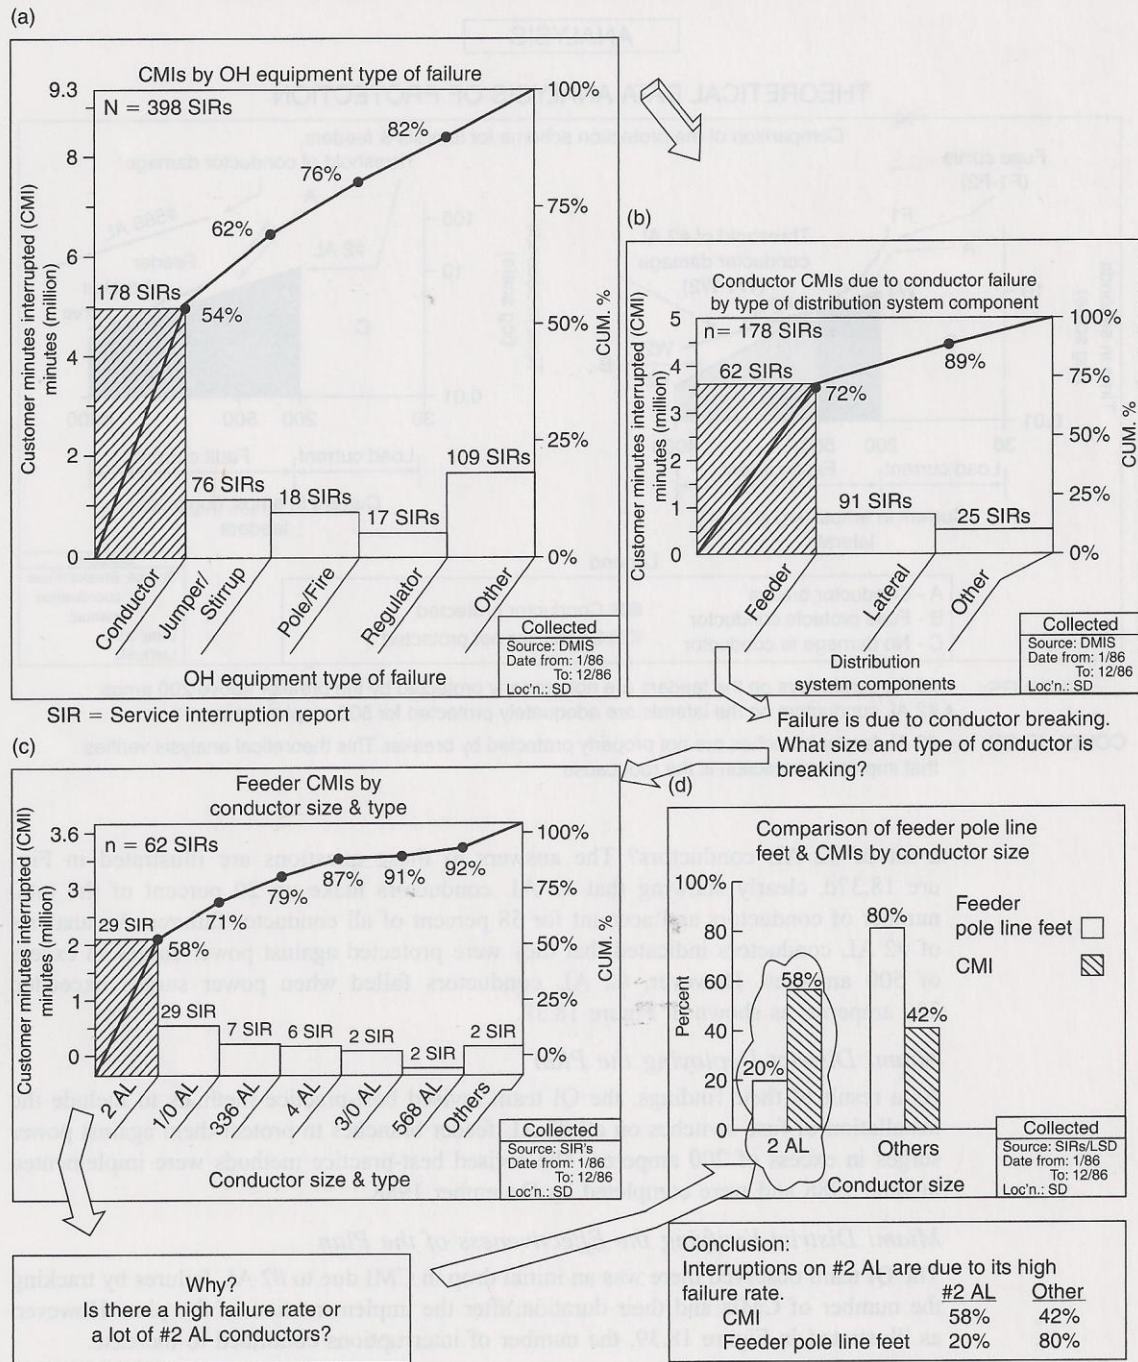 (a)
CMIs by OH equipment type of failure
9.3
N = 398 SIRs
100%
82%
8
76%
75%
62%
6
178 SIRs
54%
50%
4
25%
2
109 SIRs
76 SIRs
18 SIRs
17 SIRs
0
0%
Customer minutes interrupted (CMI)
minutes (million)
CUM. %
Conductor
Jumper/
Stirrup
Pole/Fire
Regulator
Other
OH equipment type of failure
Collected
Source: DMIS
Date from: 1/86
To: 12/86
Loc'n.: SD
SIR = Service interruption report
(b)
Conductor CMIs due to conductor failure
by type of distribution system component
5
n= 178 SIRs
100%
4
62 SIRs
89%
75%
72%
3
50%
2
91 SIRs
25%
1
25 SIRs
0
0%
Customer minutes interrupted (CMI)
minutes (million)
CUM. %
Feeder
Lateral
Other
Distribution
system components
Collected
Source: DMIS
Date from: 1/86
To: 12/86
Loc'n.: SD
Failure is due to conductor breaking.
What size and type of conductor is
breaking?
(c)
Feeder CMIs by
conductor size & type
3.6
n = 62 SIRs
100%
87%
91%
92%
3
79%
75%
71%
29 SIR
2
58%
50%
1
29 SIR
25%
7 SIR
6 SIR
2 SIR
2 SIR
2 SIR
0
0%
Customer minutes interrupted (CMI)
minutes (million)
CUM. %
2 AL
1/0 AL
336 AL
4 AL
3/0 AL
568 AL
Others
Conductor size & type
Collected
Source: SIR's
Date from: 1/86
To: 12/86
Loc'n.: SD
(d)
Comparison of feeder pole line
feet & CMIs by conductor size
100%
80
60
40
20
0
Percent
80%
58%
42%
20%
2 AL
Others
Conductor size
Feeder
pole line feet
CMI
Collected
Source: SIRs/LSD
Date from: 1/86
To: 12/86
Loc'n.: SD
Why?
Is there a high failure rate or
a lot of #2 AL conductors?
Conclusion:
Interruptions on #2 AL are due to its high
failure rate.
#2 AL Other
CMI 58% 42%
Feeder pole line feet 20% 80%